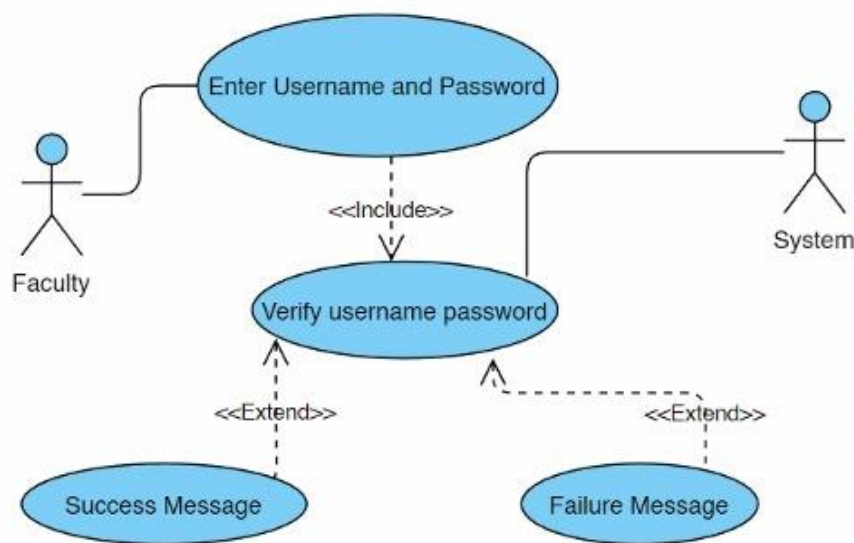 Enter Username and Password
<<Include>>
System
Faculty
Verify username password
<<Extend>>
<<Extend>>
Success Message
Failure Message